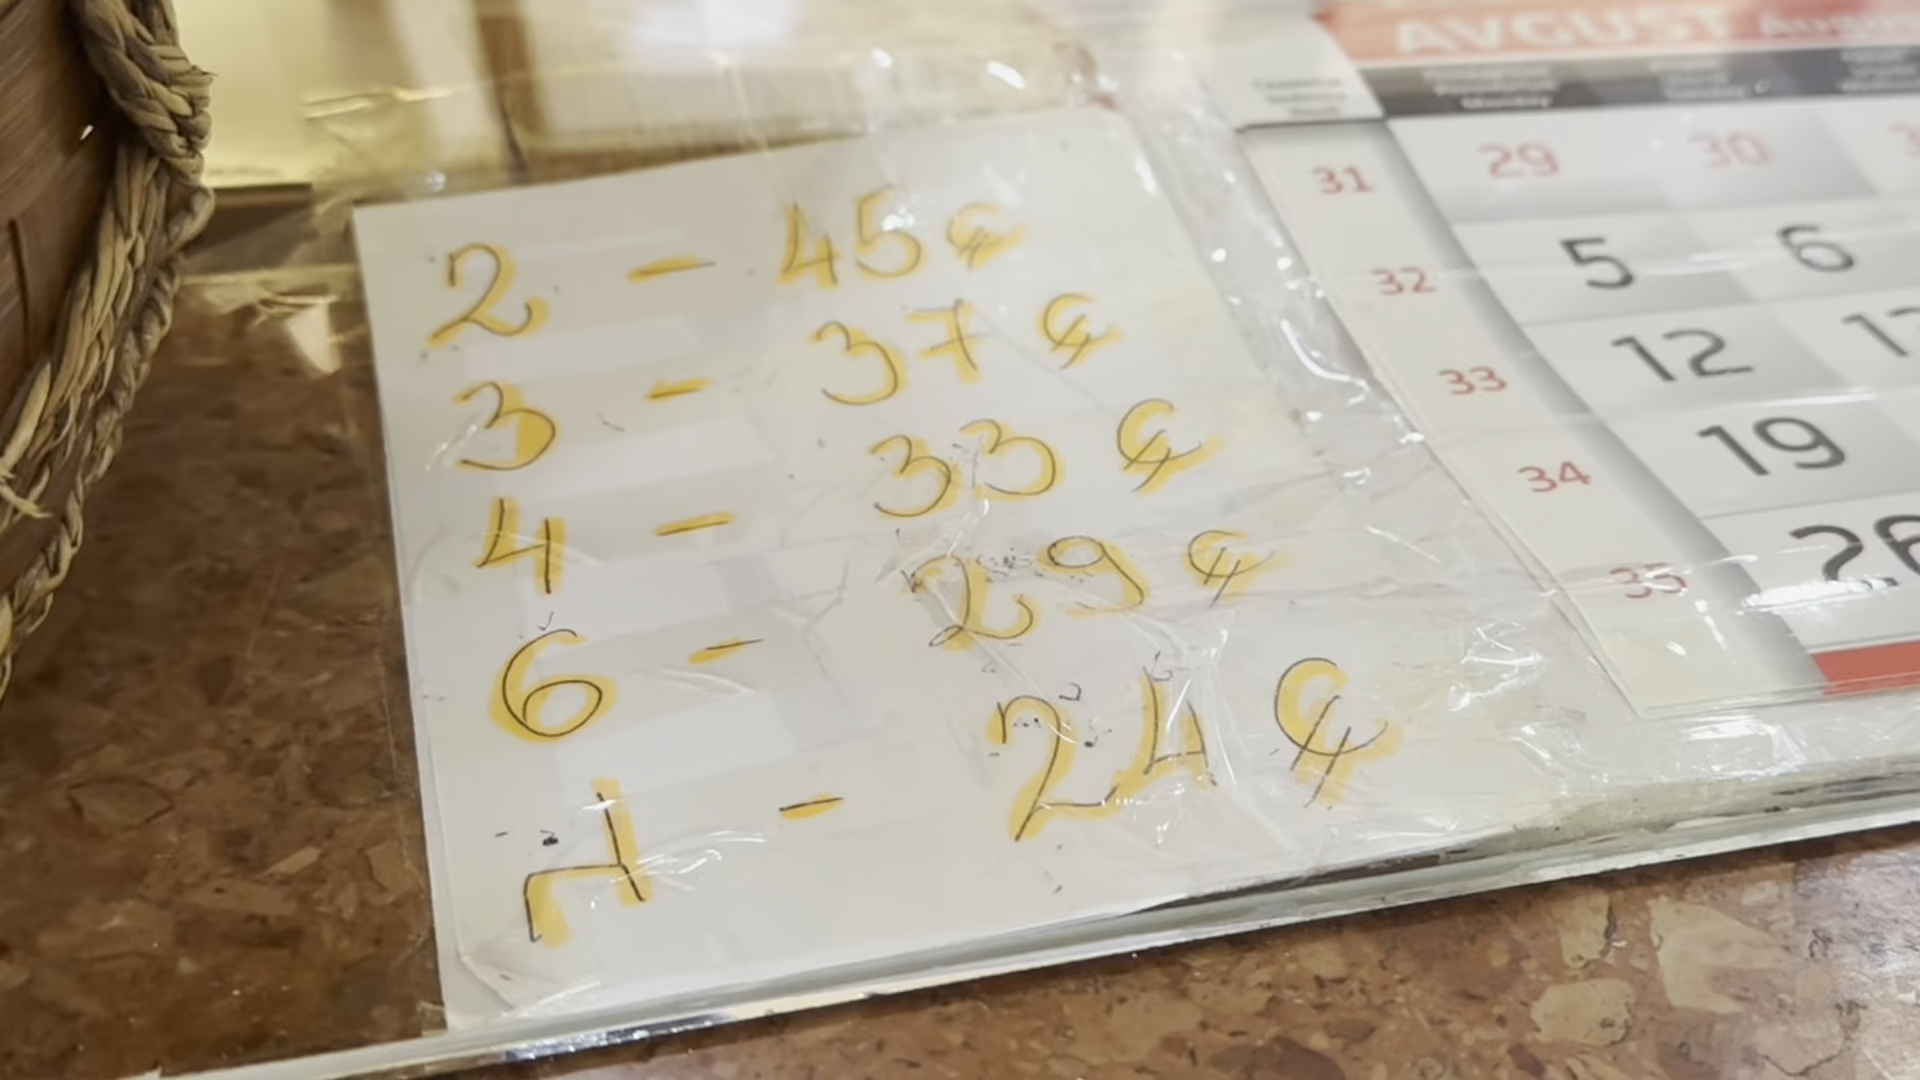 2 - 45 €
3 - 37 €
4 - 33 €
6 - 29 €
- 24 €
AVGUST
31 29 30
32 5 6
33 12
34 19
35 26